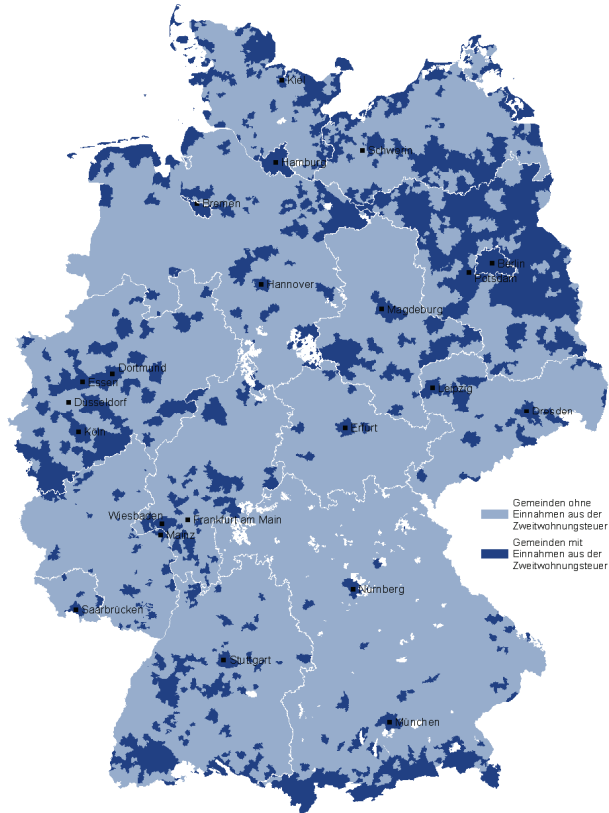 Kiel
Schwerin
Hamburg
Bremen
Berlin
Potsdam
Hannover
Magdeburg
Dortmund
Essen
Düsseldorf
Leipzig
Dresden
Köln
Erfurt
Wiesbaden
Frankfurt am Main
Mainz
Gemeinden ohne
Einnahmen aus der
Zweitwohnungsteuer
Gemeinden mit
Einnahmen aus der
Zweitwohnungsteuer
Nürnberg
Saarbrücken
Stuttgart
München